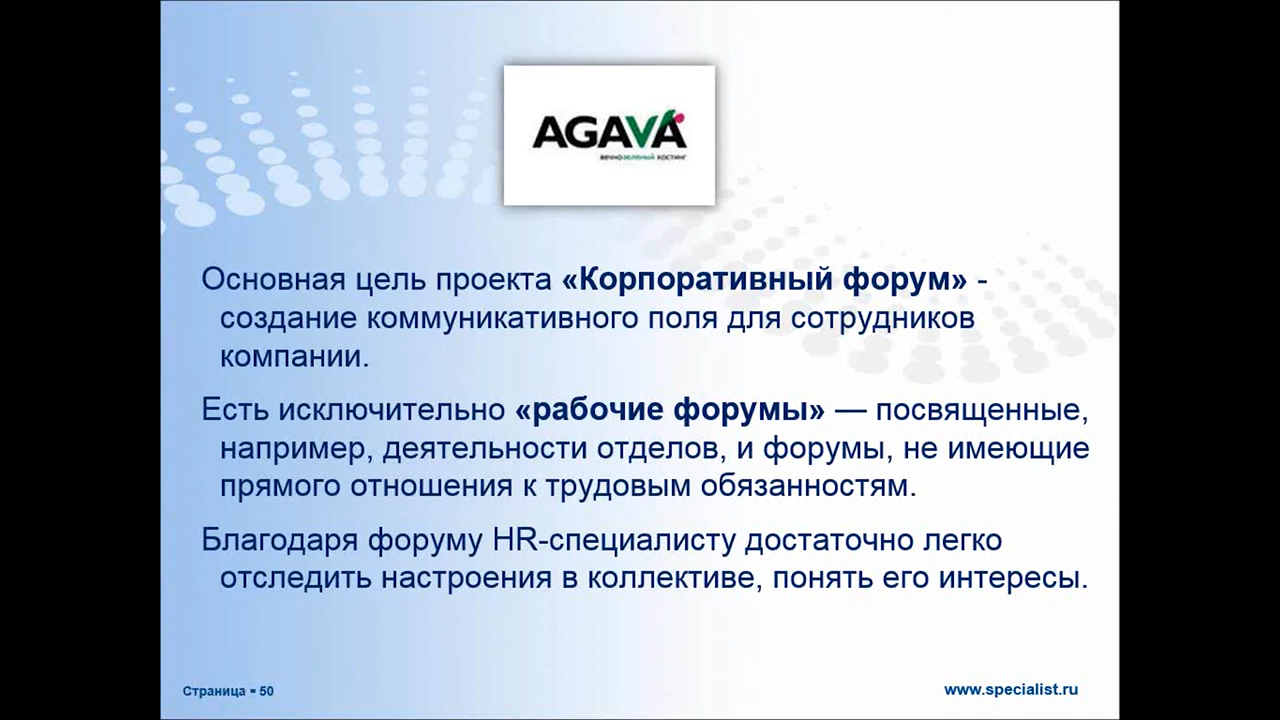 AGAVA
вечнозеленый хостинг
Основная цель проекта «Корпоративный форум» -
создание коммуникативного поля для сотрудников
компании.
Есть исключительно «рабочие форумы» — посвященные,
например, деятельности отделов, и форумы, не имеющие
прямого отношения к трудовым обязанностям.
Благодаря форуму HR-специалисту достаточно легко
отследить настроения в коллективе, понять его интересы.
Страница ▪ 50
www.specialist.ru